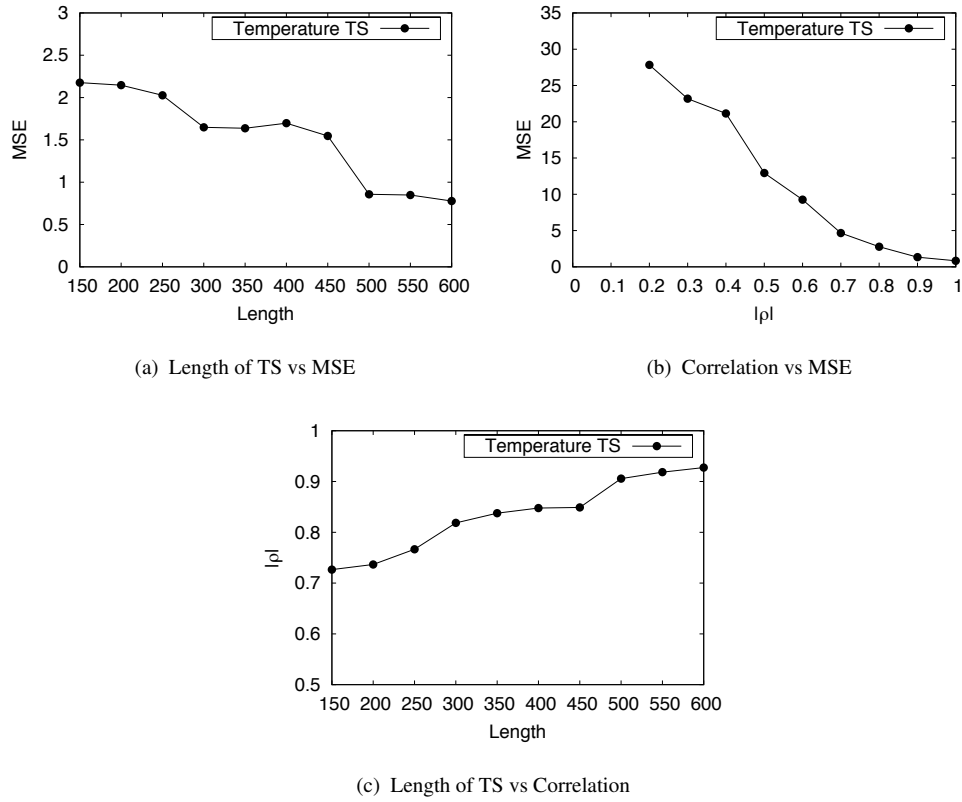 Temperature TS
3
2.5
2
1.5
1
0.5
0
MSE
150 200 250 300 350 400 450 500 550 600
Length
(a) Length of TS vs MSE
Temperature TS
35
30
25
20
15
10
5
0
MSE
0 0.1 0.2 0.3 0.4 0.5 0.6 0.7 0.8 0.9 1
|ρ|
(b) Correlation vs MSE
Temperature TS
1
0.9
0.8
0.7
0.6
0.5
|ρ|
150 200 250 300 350 400 450 500 550 600
Length
(c) Length of TS vs Correlation